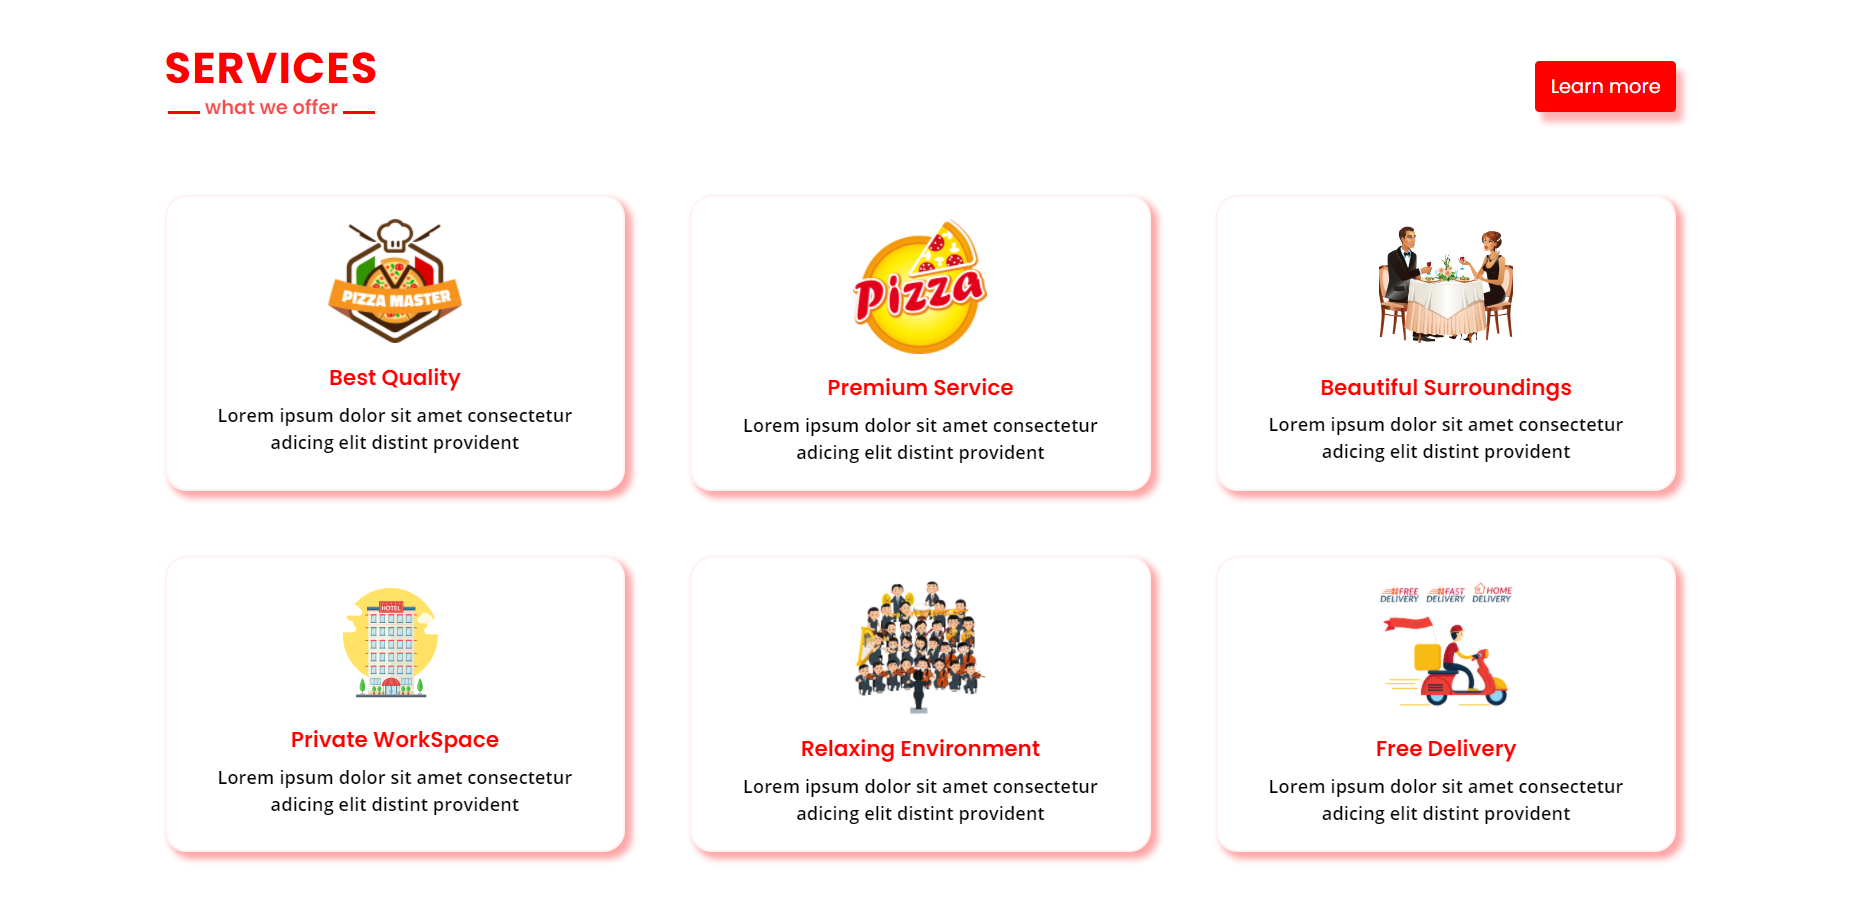 SERVICES
what we offer
Learn more
PIZZA MASTER
Best Quality
Lorem ipsum dolor sit amet consectetur
adicing elit distint provident
Pizza
Premium Service
Lorem ipsum dolor sit amet consectetur
adicing elit distint provident
Beautiful Surroundings
Lorem ipsum dolor sit amet consectetur
adicing elit distint provident
HOTEL
Private WorkSpace
Lorem ipsum dolor sit amet consectetur
adicing elit distint provident
Relaxing Environment
Lorem ipsum dolor sit amet consectetur
adicing elit distint provident
FREE FAST HOME
DELIVERY DELIVERY DELIVERY
Free Delivery
Lorem ipsum dolor sit amet consectetur
adicing elit distint provident